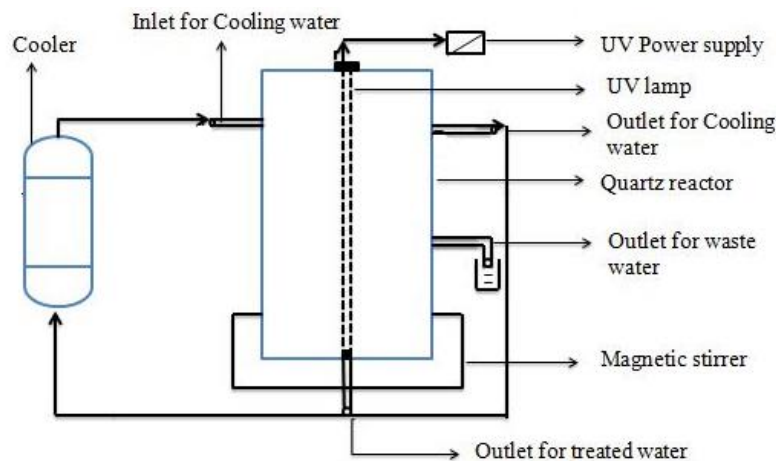 Inlet for Cooling water
Cooler
UV Power supply
UV lamp
Outlet for Cooling
water
Quartz reactor
Outlet for waste
water
Magnetic stirrer
Outlet for treated water